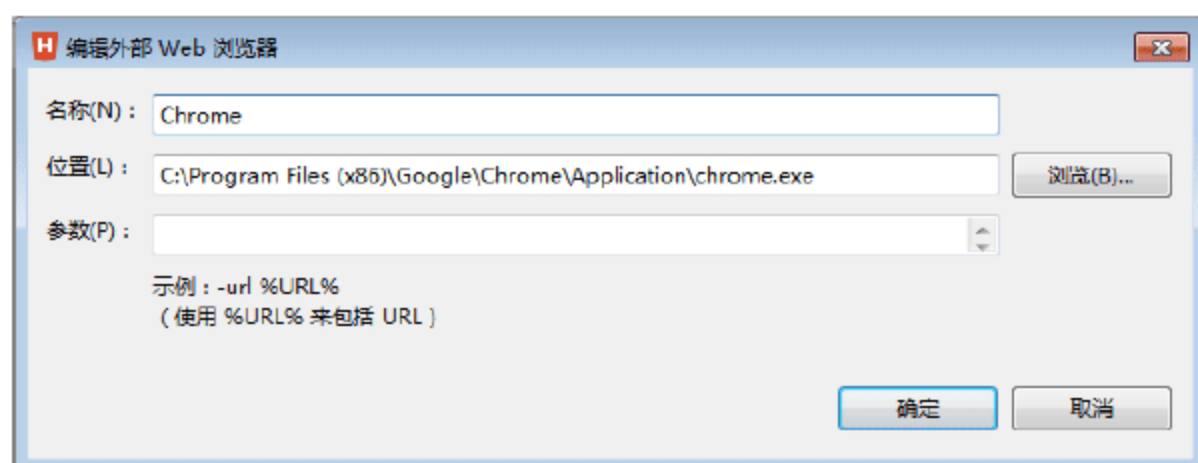 H 编辑外部 Web 浏览器
名称(N)：
Chrome
位置(L)：
C:\Program Files (x86)\Google\Chrome\Application\chrome.exe
浏览(B)...
参数(P)：
示例：-url %URL%
（使用 %URL% 来包括 URL）
确定
取消